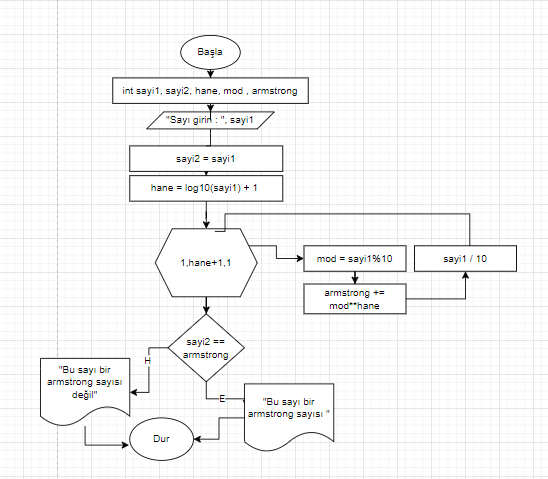 Başla
int sayi1, sayi2, hane, mod , armstrong
"Sayı girin : ", sayi1
sayi2 = sayi1
hane = log10(sayi1) + 1
1,hane+1,1
mod = sayi1%10
sayi1 / 10
armstrong +=
mod**hane
sayi2 ==
armstrong
H
E
"Bu sayı bir
armstrong sayısı
değil"
"Bu sayı bir
armstrong sayısı "
Dur